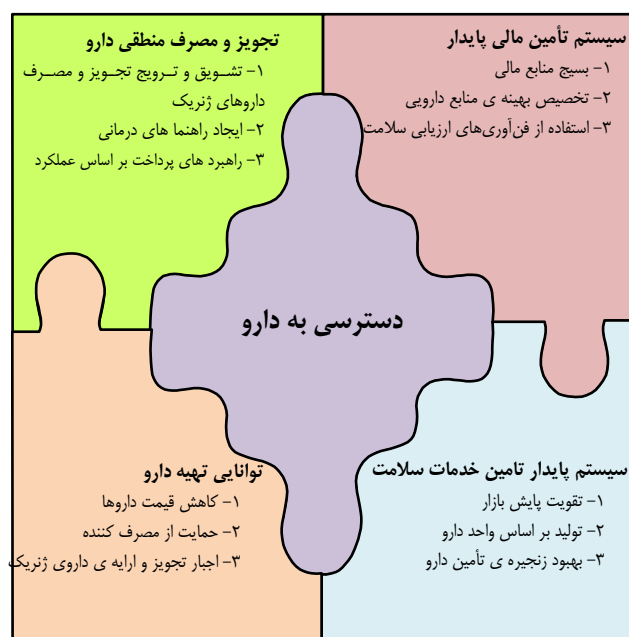 سیستم تأمین مالی پایدار
۱- بسیج منابع مالی
۲- تخصیص بهینه ی منابع دارویی
۳- استفاده از فن‌آوری‌های ارزیابی سلامت
تجویز و مصرف منطقی دارو
۱- تشـویق و تـرویج تجـویز و مصـرف
داروهای ژنریک
۲- ایجاد راهنما های درمانی
۳- راهبرد های پرداخت بر اساس عملکرد
دسترسی به دارو
سیستم پایدار تامین خدمات سلامت
۱- تقویت پایش بازار
۲- تولید بر اساس واحد دارو
۳- بهبود زنجیره ی تأمین دارو
توانایی تهیه دارو
۱- کاهش قیمت داروها
۲- حمایت از مصرف کننده
۳- اجبار تجویز و ارایه ی داروی ژنریک